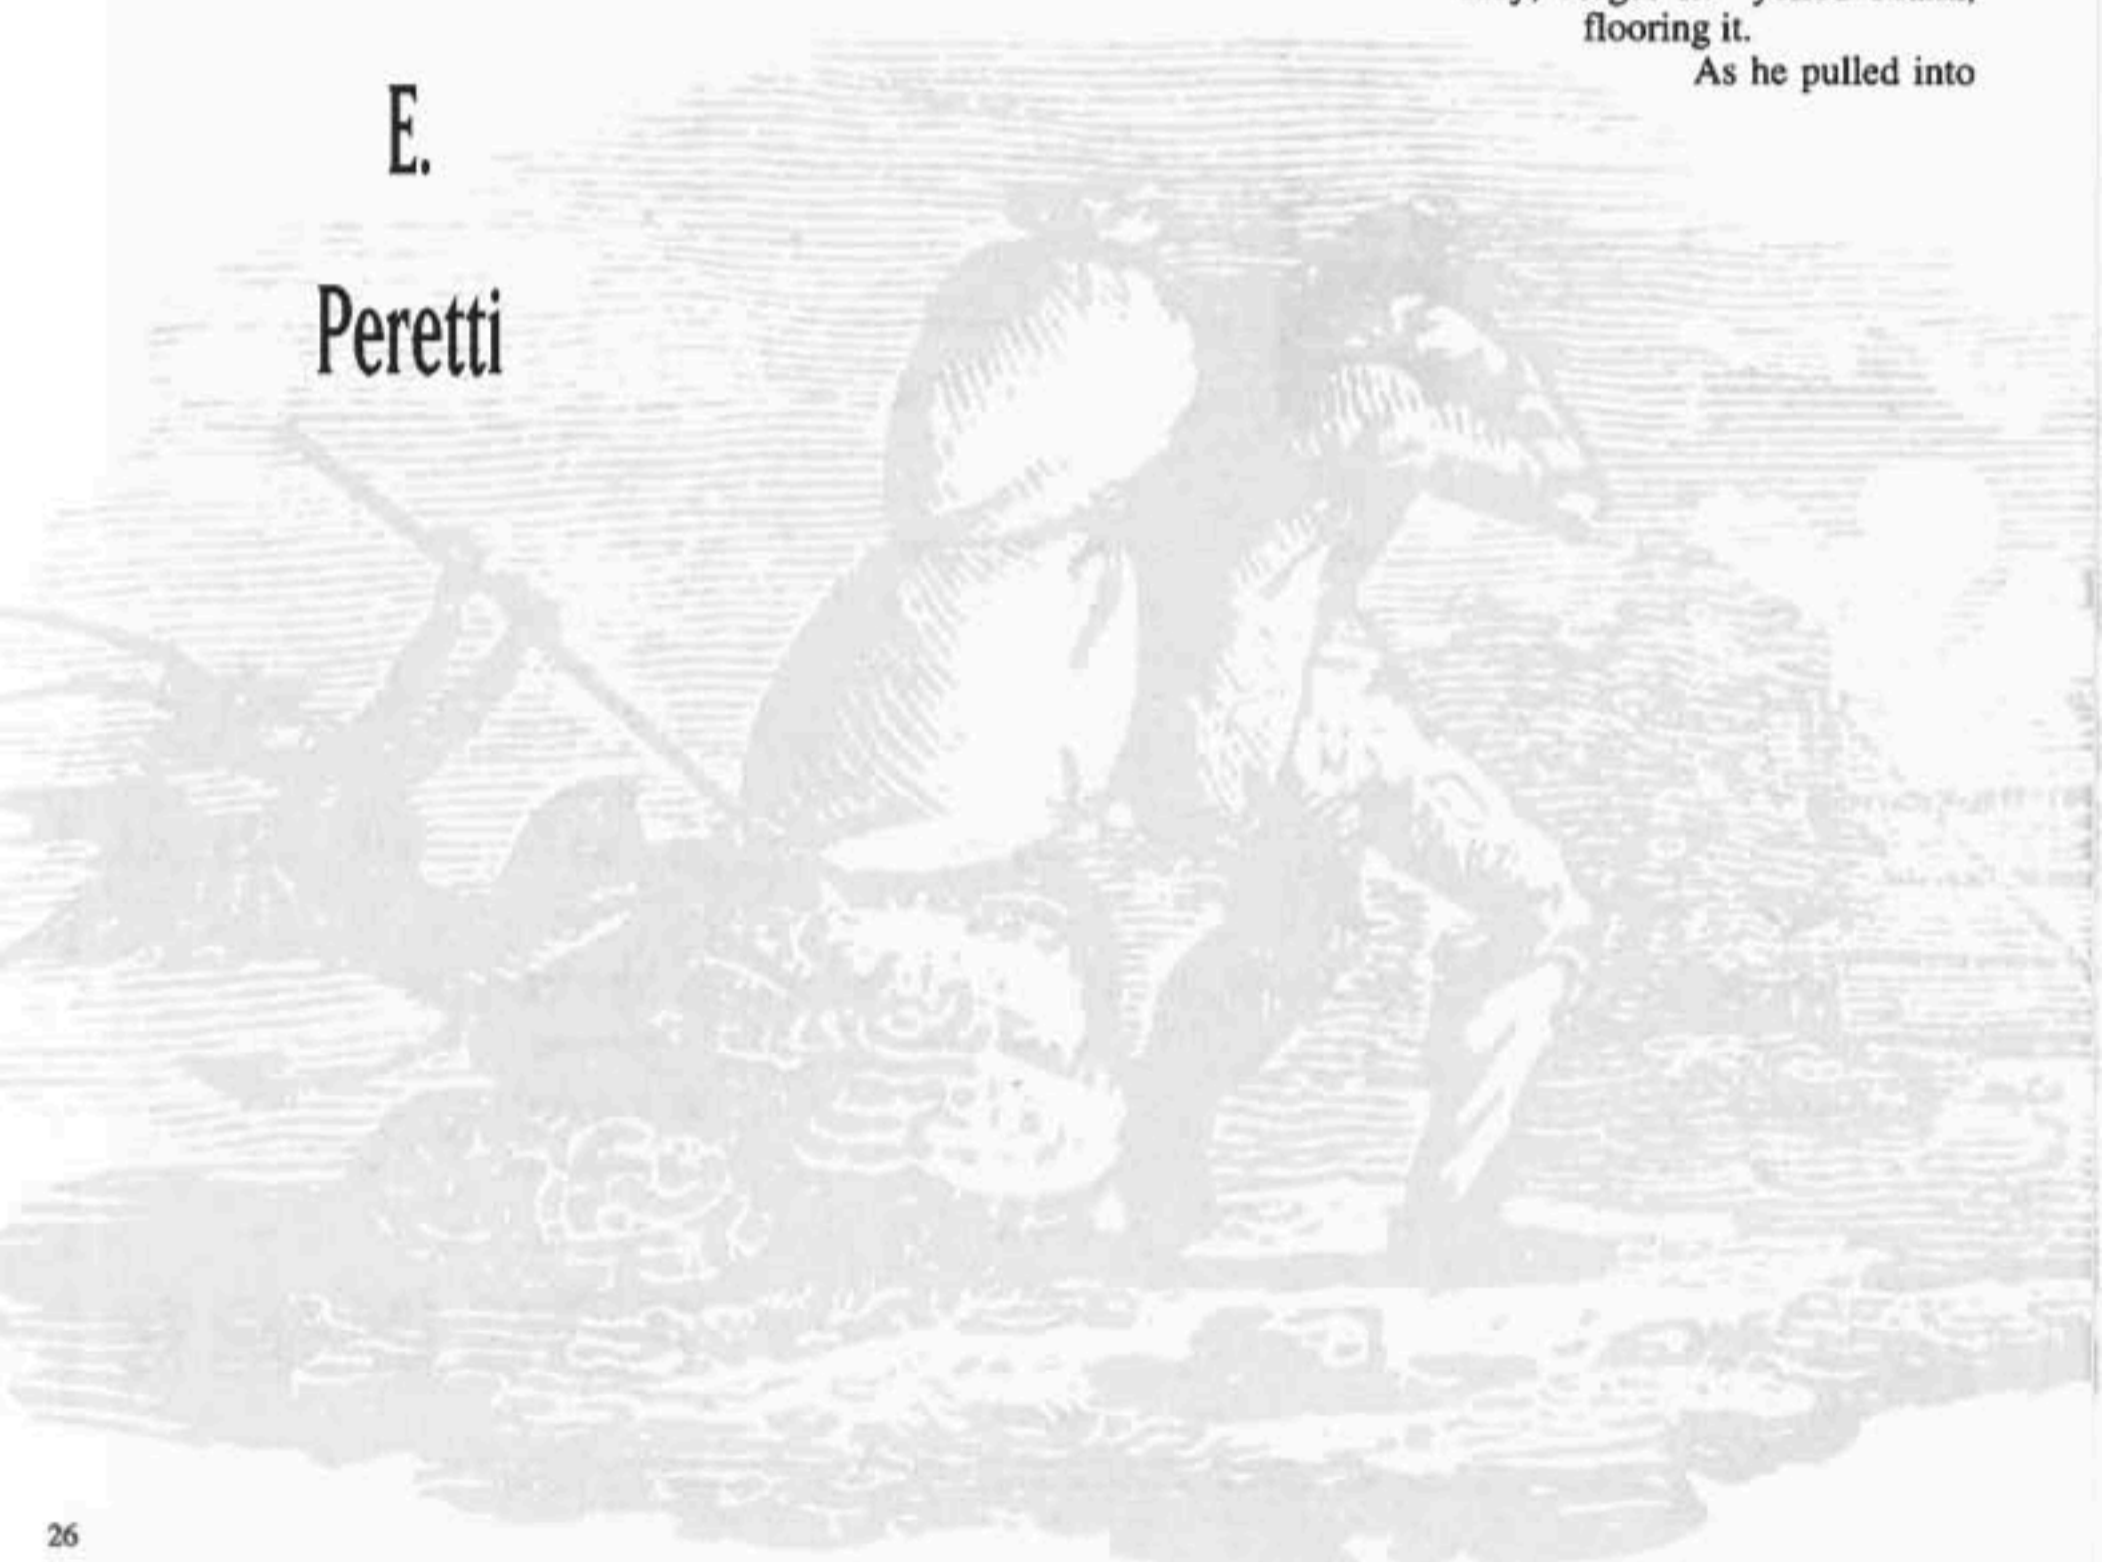 flooring it.
As he pulled into
E.
Peretti
26